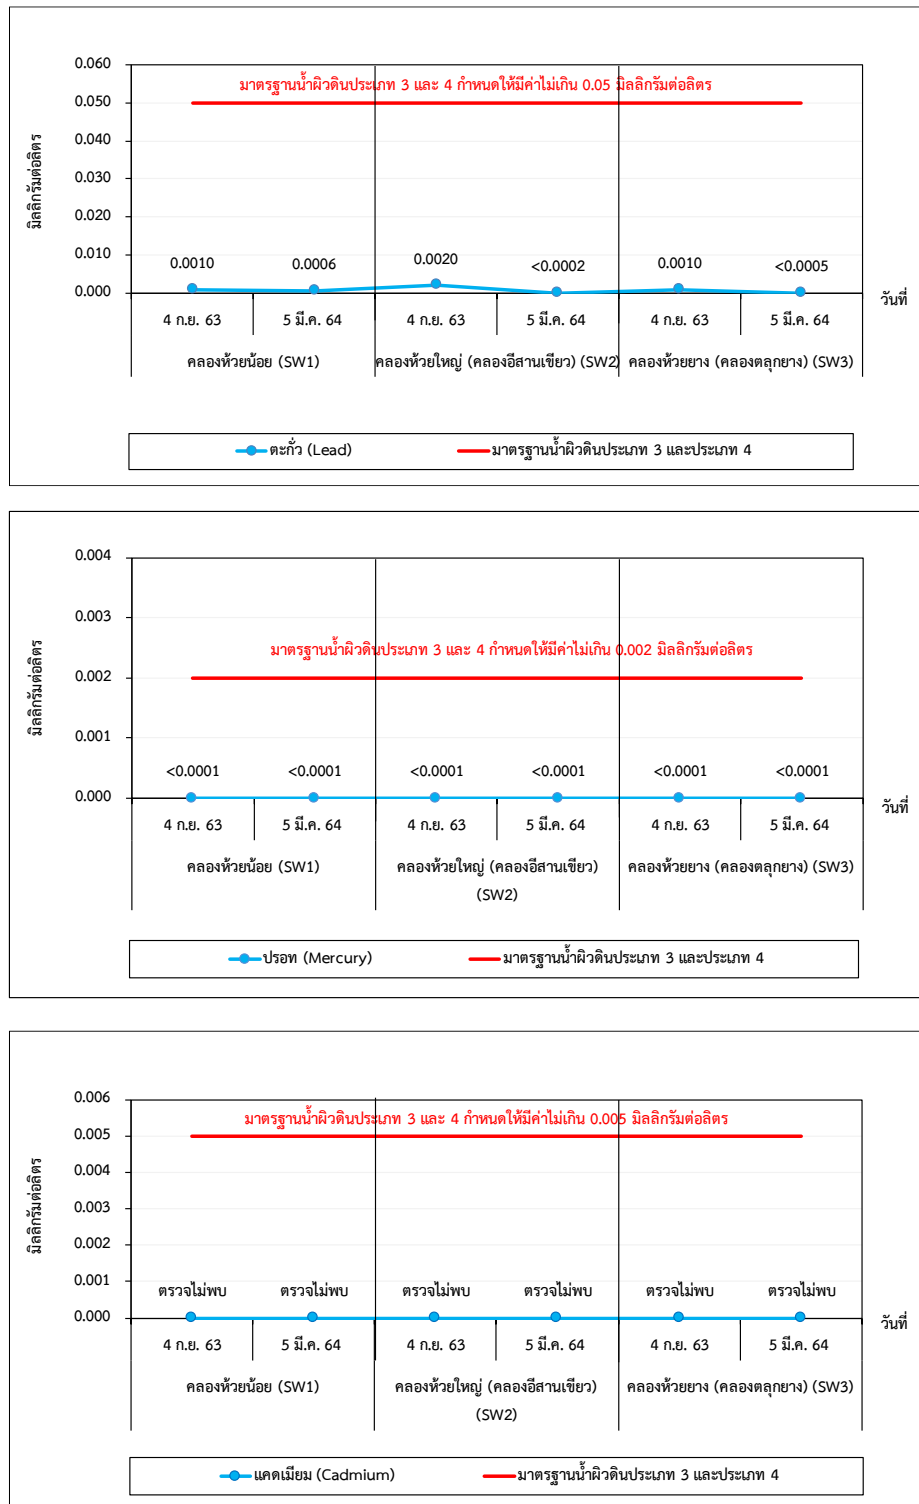 0.060
มาตรฐานน้ำผิวดินประเภท 3 และ 4 กำหนดให้มีค่าไม่เกิน 0.05 มิลลิกรัมต่อลิตร
0.050
0.040
มิลลิกรัมต่อลิตร
0.030
0.020
0.010
0.0010 0.0006 0.0020 <0.0002 0.0010 <0.0005
0.000
วันที่
4 ก.ย. 63 5 มี.ค. 64 4 ก.ย. 63 5 มี.ค. 64 4 ก.ย. 63 5 มี.ค. 64
คลองห้วยน้อย (SW1) คลองห้วยใหญ่ (คลองอีสานเขียว) (SW2) คลองห้วยยาง (คลองตลุกยาง) (SW3)
ตะกั่ว (Lead) มาตรฐานน้ำผิวดินประเภท 3 และประเภท 4
0.004
0.003
มาตรฐานน้ำผิวดินประเภท 3 และ 4 กำหนดให้มีค่าไม่เกิน 0.002 มิลลิกรัมต่อลิตร
มิลลิกรัมต่อลิตร
0.002
0.001
<0.0001 <0.0001 <0.0001 <0.0001 <0.0001 <0.0001
0.000
วันที่
4 ก.ย. 63 5 มี.ค. 64 4 ก.ย. 63 5 มี.ค. 64 4 ก.ย. 63 5 มี.ค. 64
คลองห้วยน้อย (SW1) คลองห้วยใหญ่ (คลองอีสานเขียว) คลองห้วยยาง (คลองตลุกยาง) (SW3)
(SW2)
ปรอท (Mercury) มาตรฐานน้ำผิวดินประเภท 3 และประเภท 4
0.006
มาตรฐานน้ำผิวดินประเภท 3 และ 4 กำหนดให้มีค่าไม่เกิน 0.005 มิลลิกรัมต่อลิตร
0.005
0.004
มิลลิกรัมต่อลิตร
0.003
0.002
0.001
ตรวจไม่พบ ตรวจไม่พบ ตรวจไม่พบ ตรวจไม่พบ ตรวจไม่พบ ตรวจไม่พบ
0.000
วันที่
4 ก.ย. 63 5 มี.ค. 64 4 ก.ย. 63 5 มี.ค. 64 4 ก.ย. 63 5 มี.ค. 64
คลองห้วยน้อย (SW1) คลองห้วยใหญ่ (คลองอีสานเขียว) คลองห้วยยาง (คลองตลุกยาง) (SW3)
(SW2)
แคดเมียม (Cadmium) มาตรฐานน้ำผิวดินประเภท 3 และประเภท 4